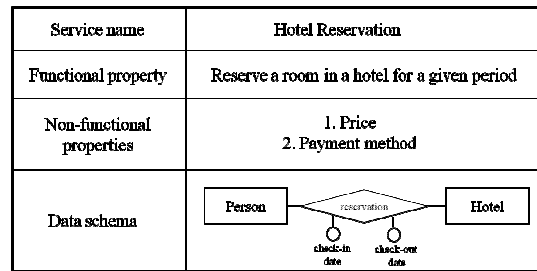 Service name
Hotel Reservation
Functional property
Reserve a room in a hotel for a given period
Non-functional
properties
1. Price
2. Payment method
Data schema
Person
reservation
Hotel
check-in
date
check-out
date